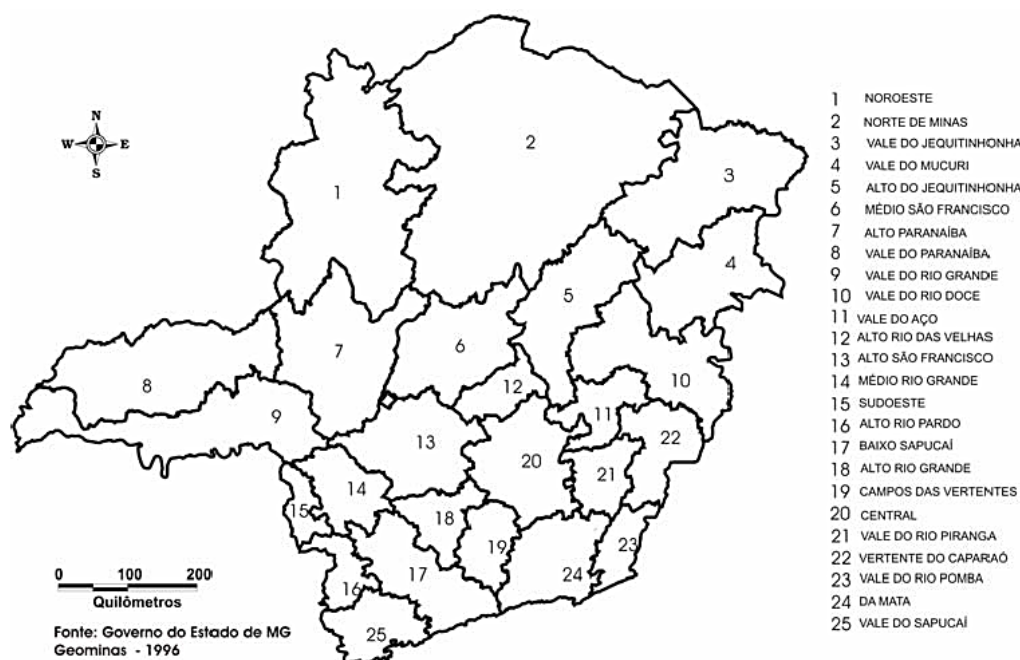 N
W E
S
1
2
3
4
5
6
7
8
9
10
11
12
13
14
15
16
17
18
19
20
21
22
23
24
25
0 100 200
Quilômetros
Fonte: Governo do Estado de MG
Geominas - 1996
1 NOROESTE
2 NORTE DE MINAS
3 VALE DO JEQUITINHONHA
4 VALE DO MUCURI
5 ALTO DO JEQUITINHONHA
6 MÉDIO SÃO FRANCISCO
7 ALTO PARANAÍBA
8 VALE DO PARANAÍBA
9 VALE DO RIO GRANDE
10 VALE DO RIO DOCE
11 VALE DO AÇO
12 ALTO RIO DAS VELHAS
13 ALTO SÃO FRANCISCO
14 MÉDIO RIO GRANDE
15 SUDOESTE
16 ALTO RIO PARDO
17 BAIXO SAPUCAÍ
18 ALTO RIO GRANDE
19 CAMPOS DAS VERTENTES
20 CENTRAL
21 VALE DO RIO PIRANGA
22 VERTENTE DO CAPARAÓ
23 VALE DO RIO POMBA
24 DA MATA
25 VALE DO SAPUCAÍ